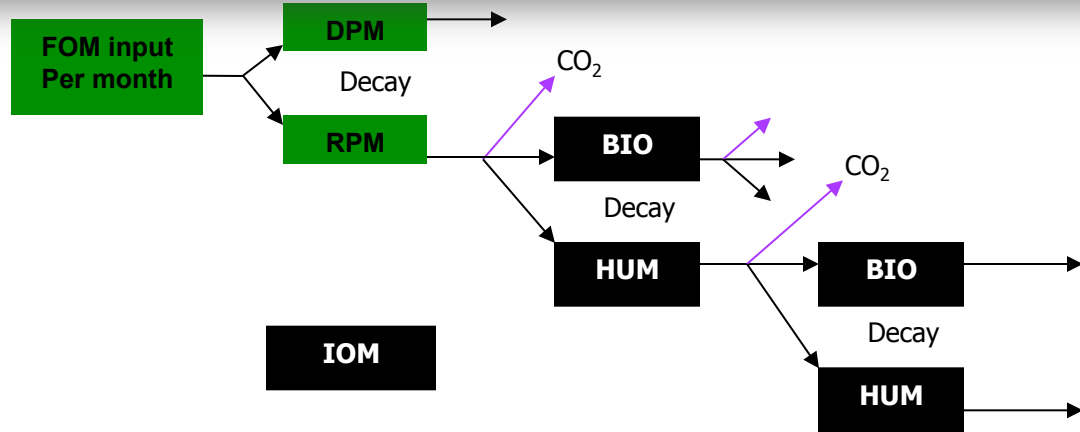 FOM input
Per month
DPM
Decay
RPM
CO₂
BIO
Decay
HUM
CO₂
BIO
Decay
HUM
IOM